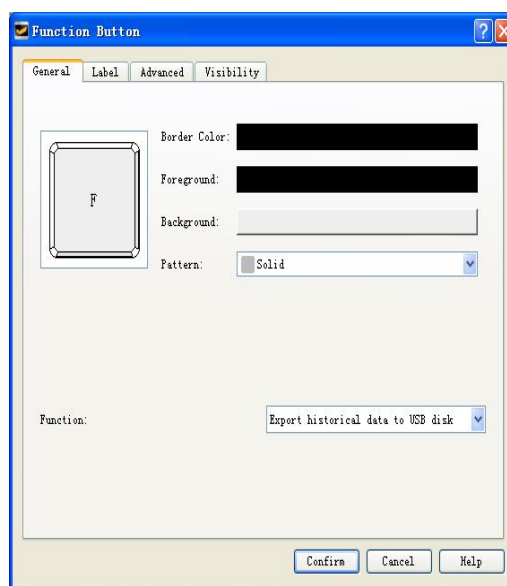 Function Button
General Label Advanced Visibility
Border Color:
F
Foreground:
Background:
Pattern: Solid
Function: Export historical data to USB disk
Confirm Cancel Help